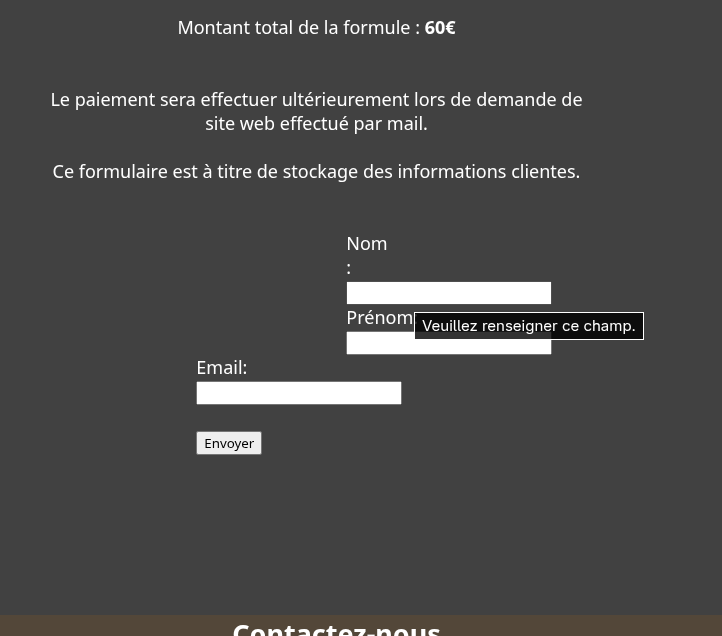 Montant total de la formule : 60€
Le paiement sera effectuer ultérieurement lors de demande de
site web effectué par mail.
Ce formulaire est à titre de stockage des informations clientes.
Nom
:
Prénom
Veuillez renseigner ce champ.
Email:
Envoyer
Contactez-nous